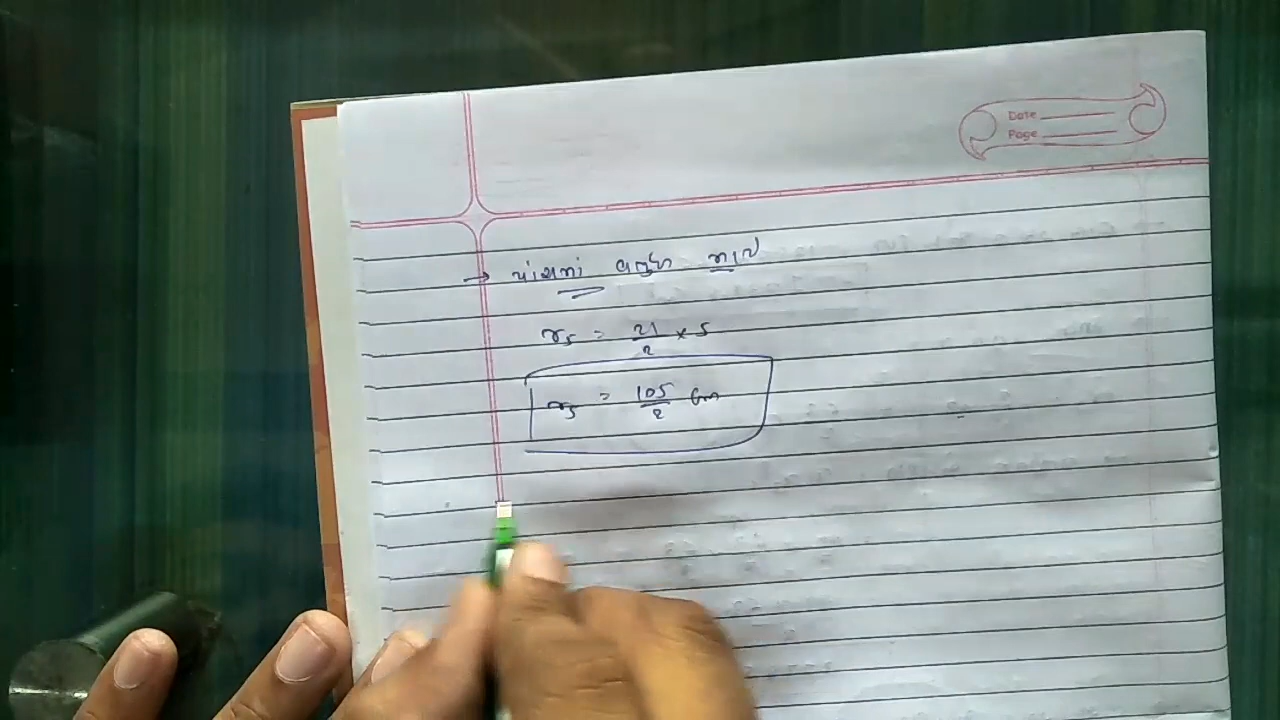 Date
Page
→ પાંચમાં વર્તુળ માટે
r₅ = 21/2 × 5
r₅ = 105/2 cm